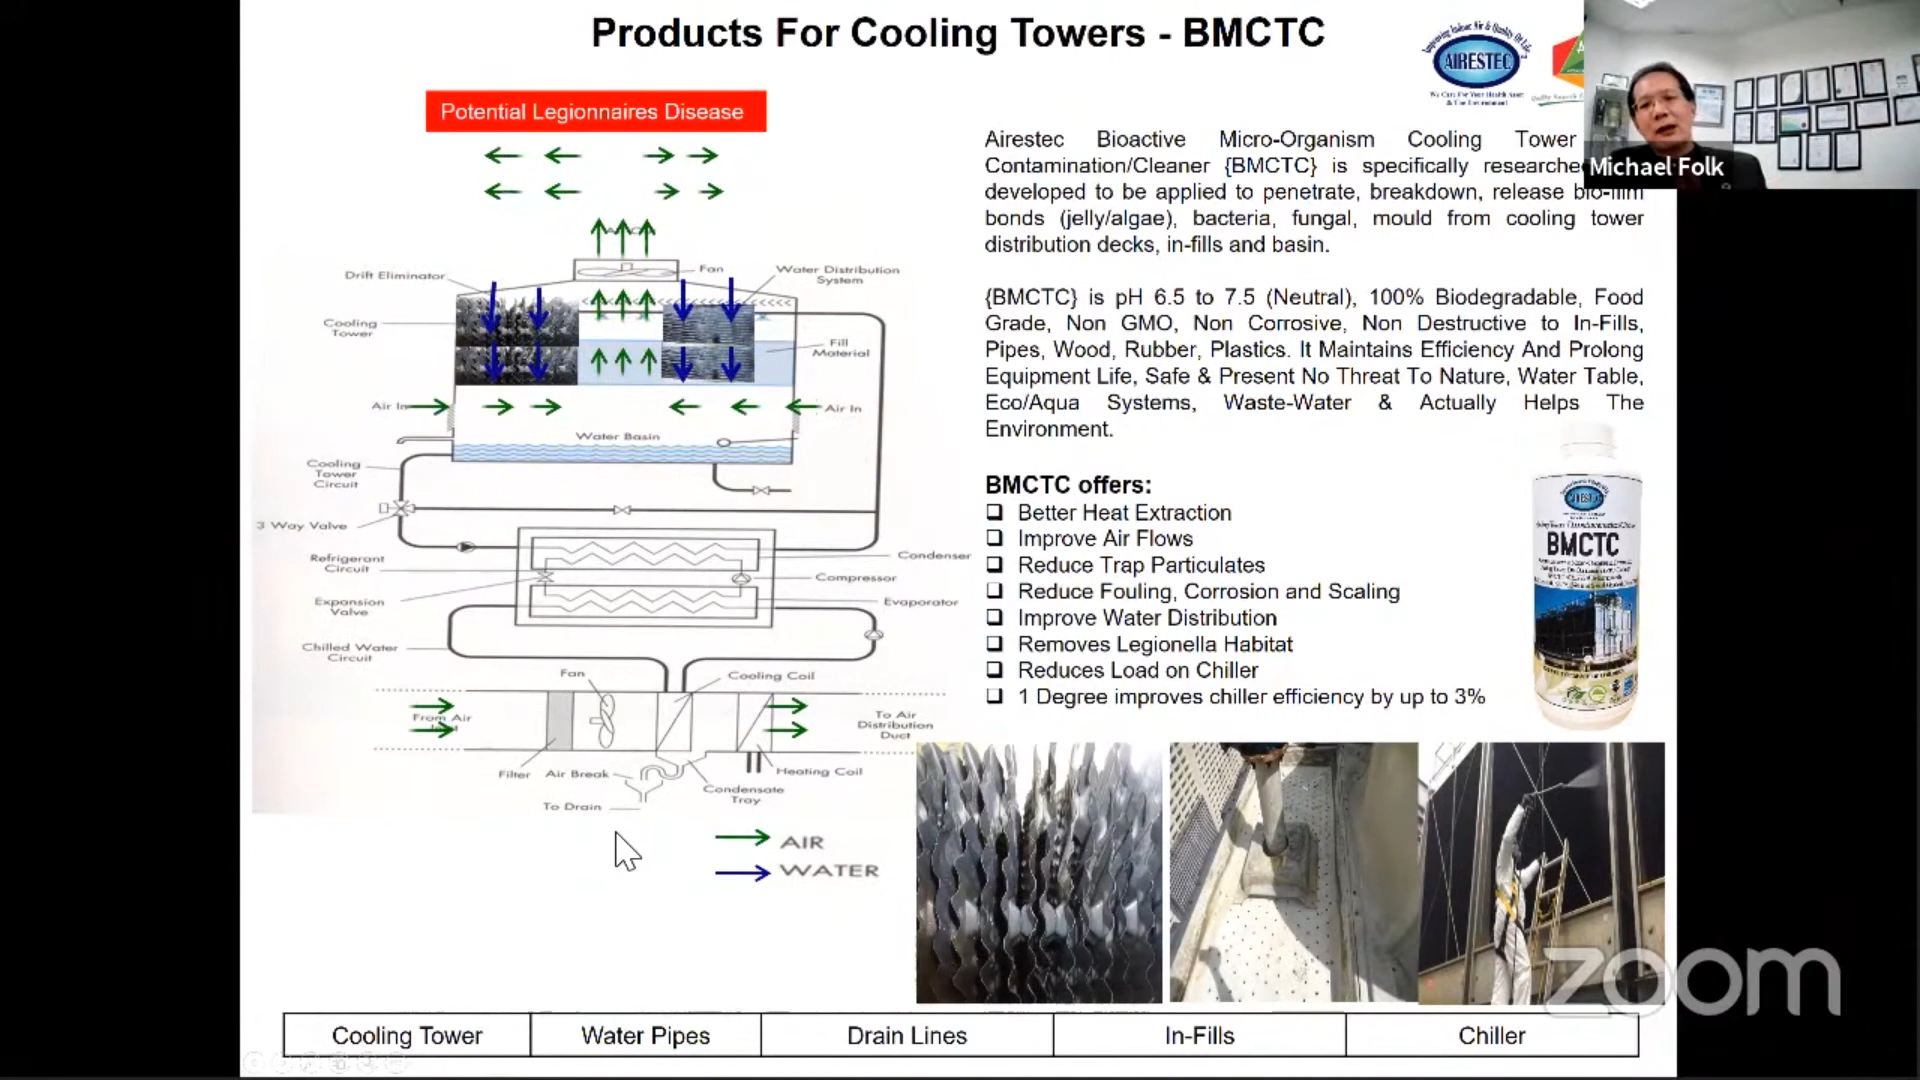 Products For Cooling Towers - BMCTC
AIRESTEC
We Care For Your Health Asset
& The Environment
Michael Folk
Potential Legionnaires Disease
Drift Eliminator
Fan
Water Distribution
System
Cooling
Tower
Fill
Material
Air In
Air In
Water Basin
Cooling
Tower
Circuit
3 Way Valve
Refrigerant
Circuit
Condenser
Compressor
Expansion
Valve
Evaporator
Chilled Water
Circuit
Fan
Cooling Coil
From Air
To Air
Distribution
Duct
Filter
Air Break
Heating Coil
Condensate
Tray
To Drain
AIR
WATER
Airestec Bioactive Micro-Organism Cooling Tower
Contamination/Cleaner {BMCTC} is specifically researche
developed to be applied to penetrate, breakdown, release bio-film
bonds (jelly/algae), bacteria, fungal, mould from cooling tower
distribution decks, in-fills and basin.
{BMCTC} is pH 6.5 to 7.5 (Neutral), 100% Biodegradable, Food
Grade, Non GMO, Non Corrosive, Non Destructive to In-Fills,
Pipes, Wood, Rubber, Plastics. It Maintains Efficiency And Prolong
Equipment Life, Safe & Present No Threat To Nature, Water Table,
Eco/Aqua Systems, Waste-Water & Actually Helps The
Environment.
BMCTC offers:
Better Heat Extraction
Improve Air Flows
Reduce Trap Particulates
Reduce Fouling, Corrosion and Scaling
Improve Water Distribution
Removes Legionella Habitat
Reduces Load on Chiller
1 Degree improves chiller efficiency by up to 3%
BMCTC
zoom
Cooling Tower
Water Pipes
Drain Lines
In-Fills
Chiller